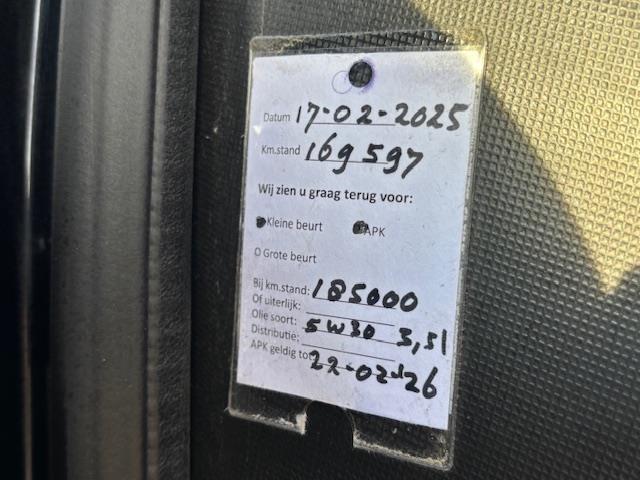 Datum 17-02-2025
Km.stand 169597
Wij zien u graag terug voor:
Kleine beurt APK
O Grote beurt
Bij km.stand: 185000
Of uiterlijk:
Olie soort: 5W30 3,5l
Distributie:
APK geldig tot: 22-02-26